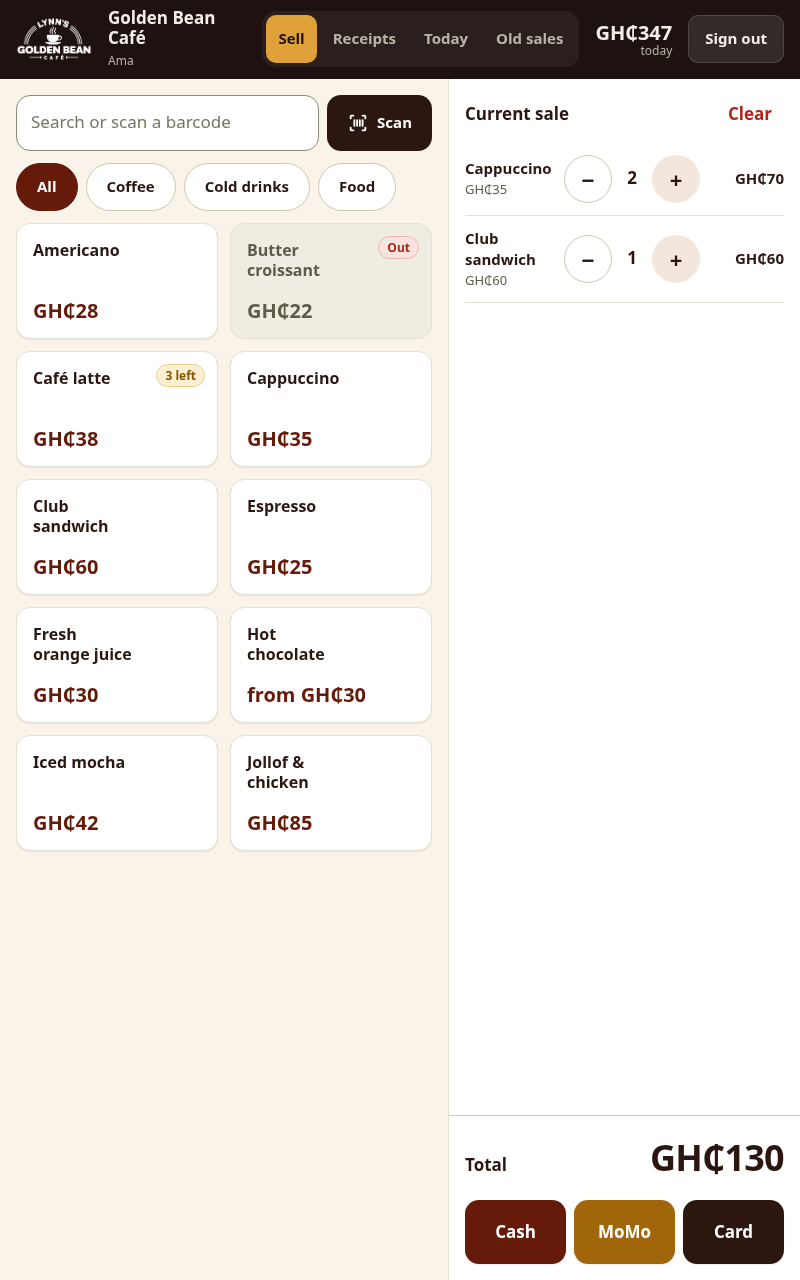 LYNN'S
GOLDEN BEAN
CAFÉ
Golden Bean
Café
Ama
Sell
Receipts
Today
Old sales
GH₵347
today
Sign out
Search or scan a barcode
Scan
All
Coffee
Cold drinks
Food
Americano
GH₵28
Butter
croissant
Out
GH₵22
Café latte
3 left
GH₵38
Cappuccino
GH₵35
Club
sandwich
GH₵60
Espresso
GH₵25
Fresh
orange juice
GH₵30
Hot
chocolate
from GH₵30
Iced mocha
GH₵42
Jollof &
chicken
GH₵85
Current sale
Clear
Cappuccino
GH₵35
− 2 +
GH₵70
Club
sandwich
GH₵60
− 1 +
GH₵60
Total
GH₵130
Cash
MoMo
Card